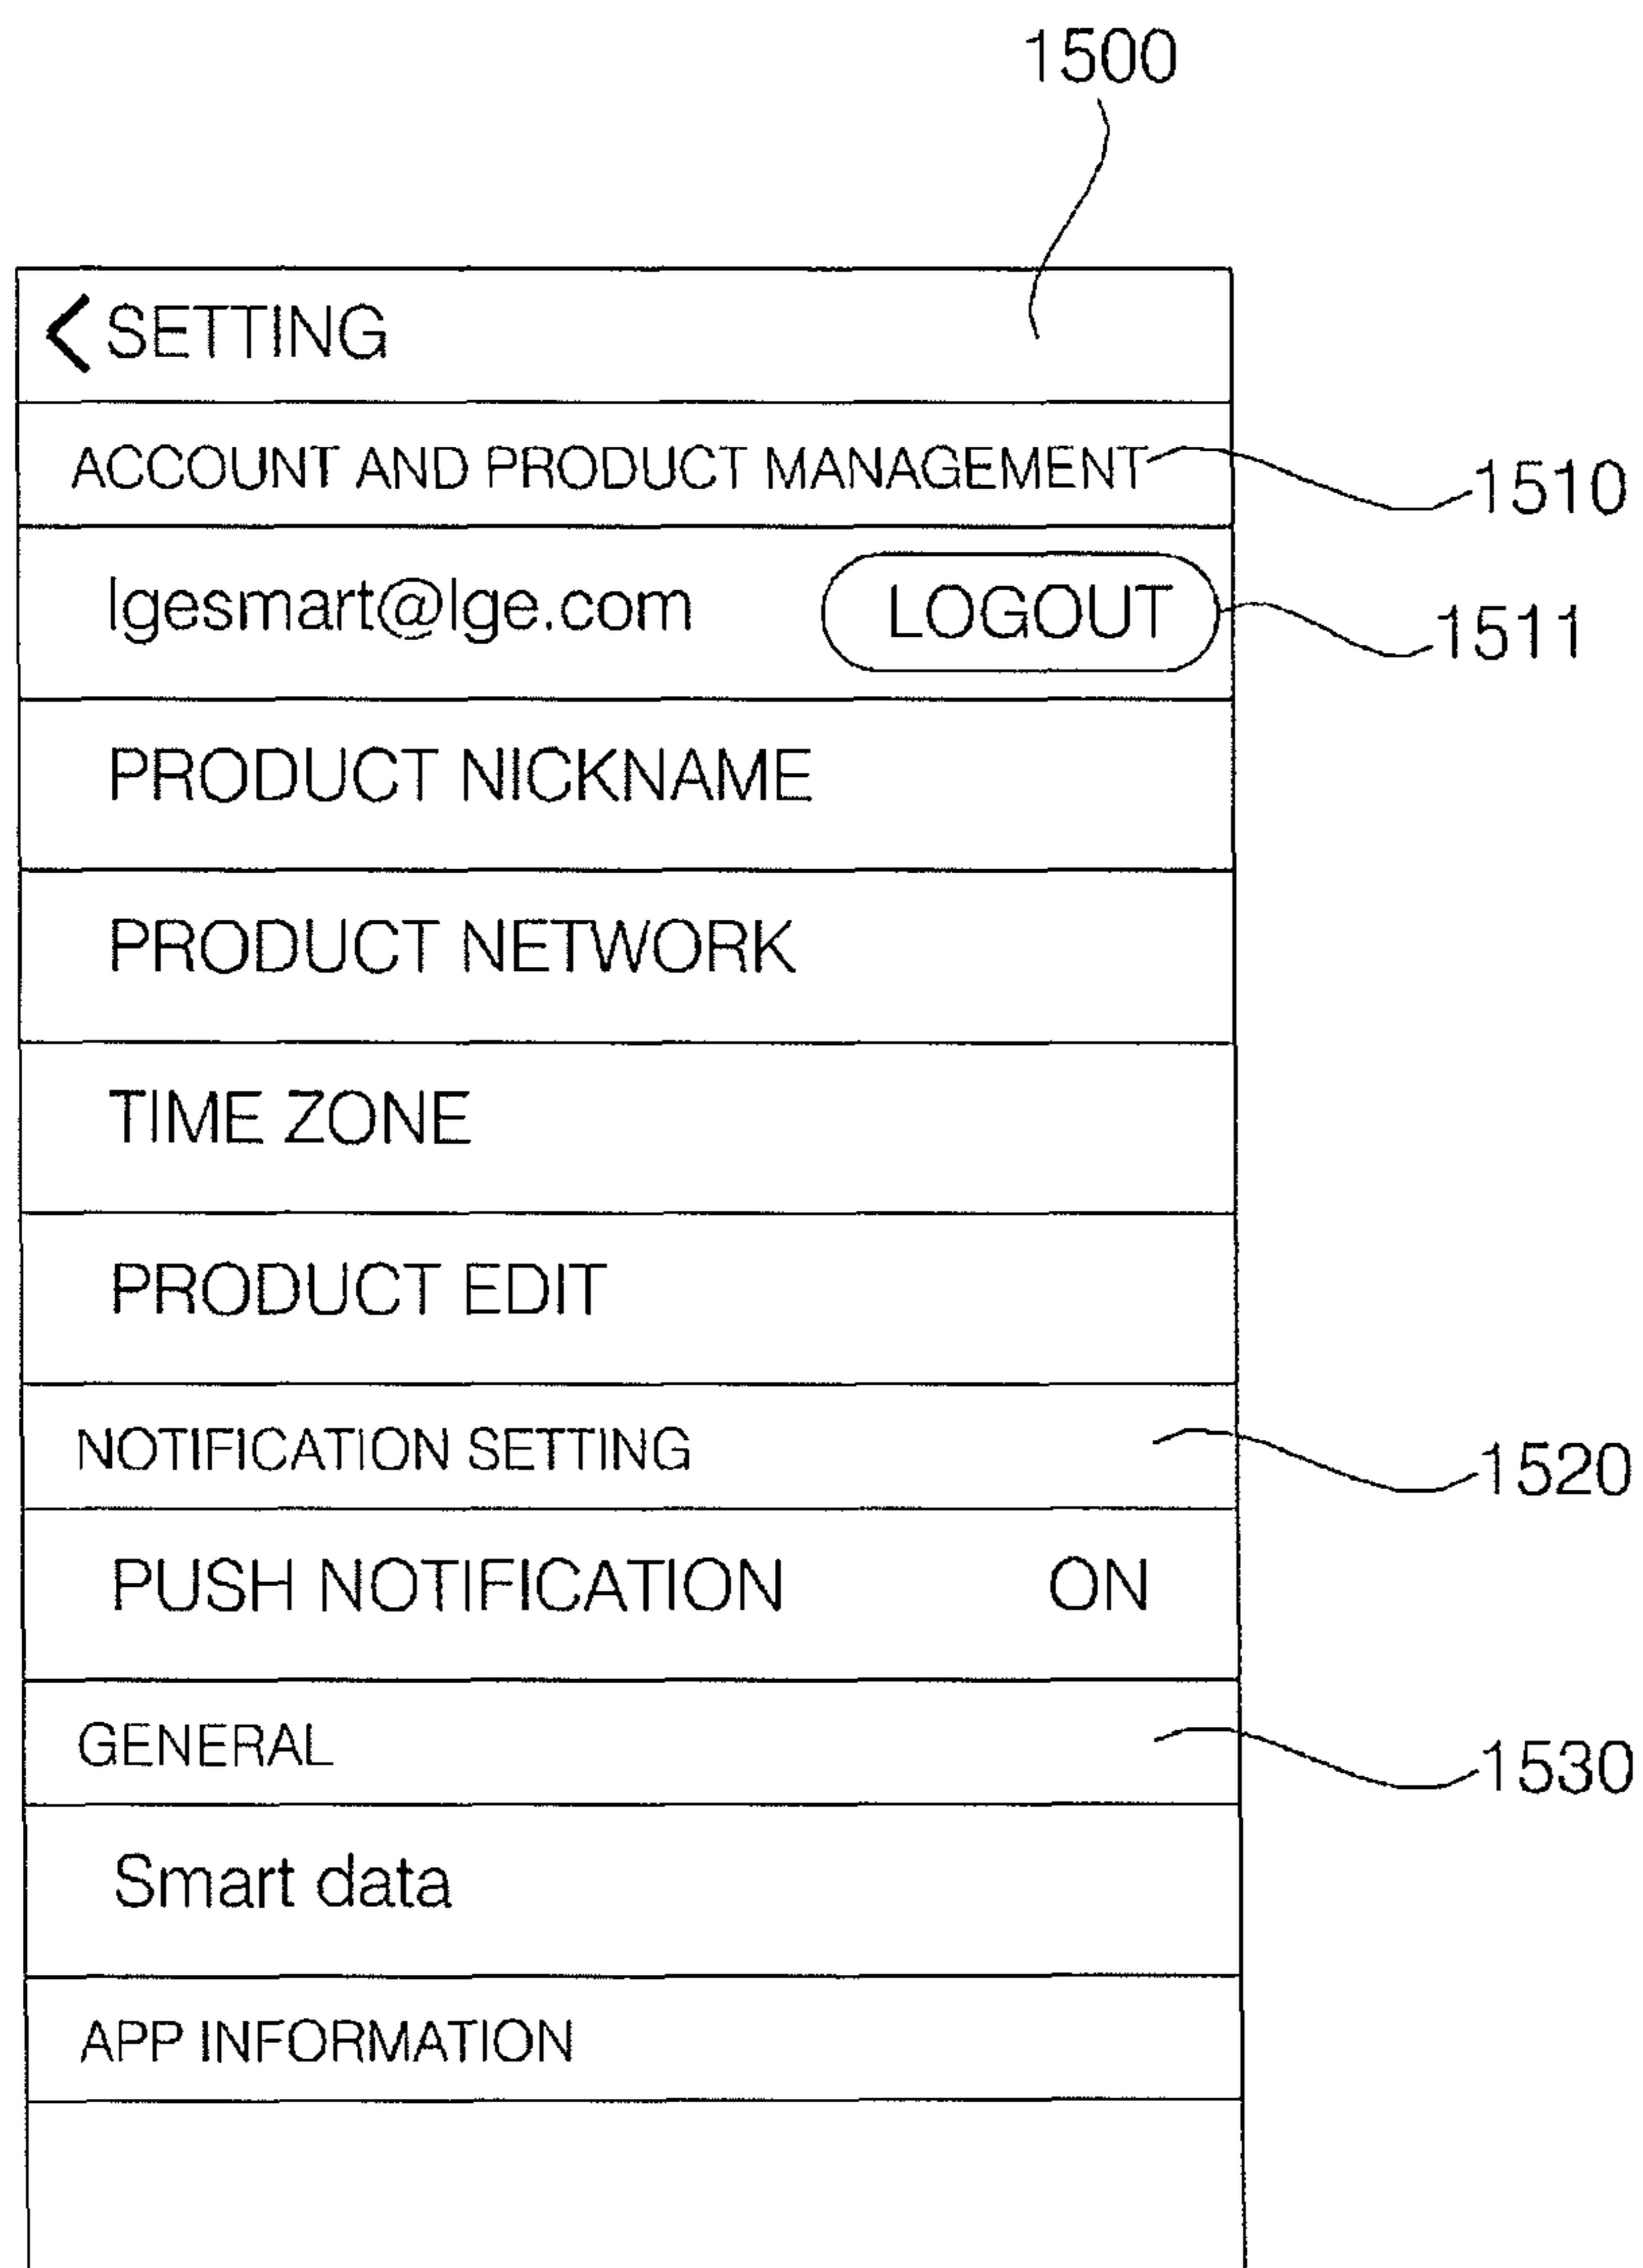 1500
SETTING
ACCOUNT AND PRODUCT MANAGEMENT
1510
lgesmart@lge.com LOGOUT
1511
PRODUCT NICKNAME
PRODUCT NETWORK
TIME ZONE
PRODUCT EDIT
NOTIFICATION SETTING
1520
PUSH NOTIFICATION ON
GENERAL
1530
Smart data
APP INFORMATION